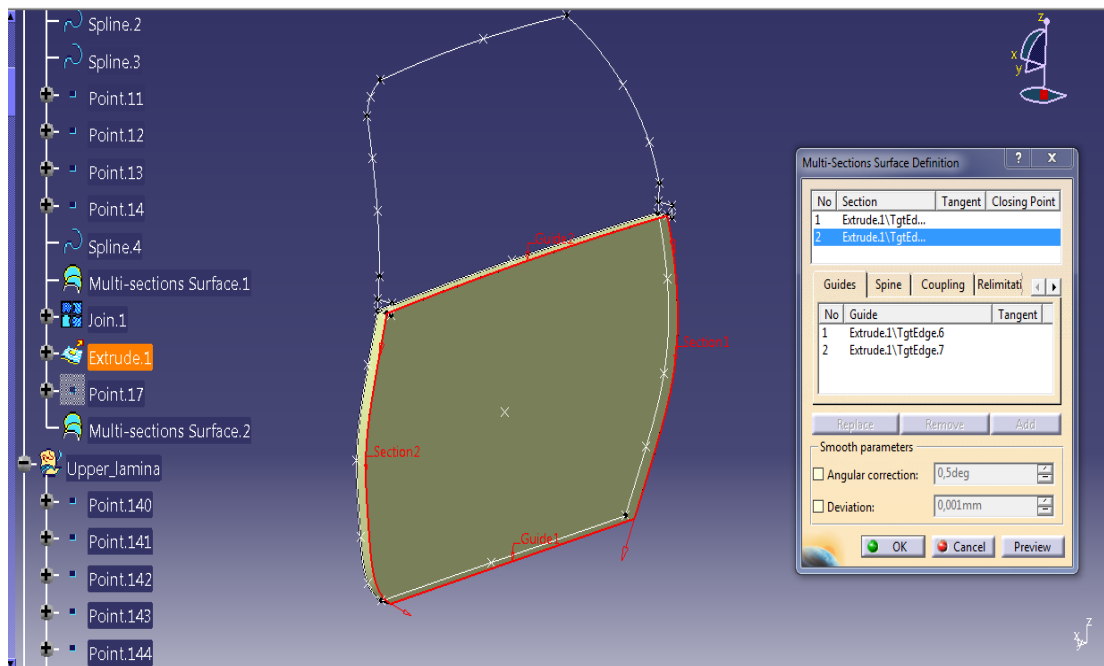 Spline.2
Spline.3
Point.11
Point.12
Point.13
Point.14
Spline.4
Multi-sections Surface.1
Join.1
Extrude.1
Point.17
Multi-sections Surface.2
Upper_lamina
Point.140
Point.141
Point.142
Point.143
Point.144
Guide2
Section1
Section2
Guide1
z
x
y
Multi-Sections Surface Definition
? X
No Section Tangent Closing Point
1 Extrude.1\TgtEd...
2 Extrude.1\TgtEd...
Guides Spine Coupling Relimitati
No Guide Tangent
1 Extrude.1\TgtEdge.6
2 Extrude.1\TgtEdge.7
Replace Remove Add
Smooth parameters
Angular correction: 0,5deg
Deviation: 0,001mm
OK Cancel Preview
z
x
y